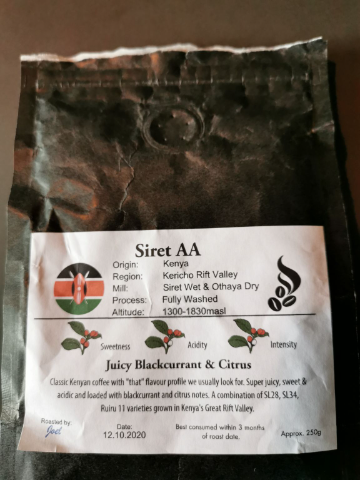 Siret AA
Origin: Kenya
Region: Kericho Rift Valley
Mill: Siret Wet & Othaya Dry
Process: Fully Washed
Altitude: 1300-1830masl
Sweetness Acidity Intensity
Juicy Blackcurrant & Citrus
Classic Kenyan coffee with "that" flavour profile we usually look for. Super juicy, sweet &
acidic and loaded with blackcurrant and citrus notes. A combination of SL28, SL34,
Ruiru 11 varieties grown in Kenya's Great Rift Valley.
Roasted by: Date: Best consumed within 3 months
Joel 12.10.2020 of roast date. Approx. 250g